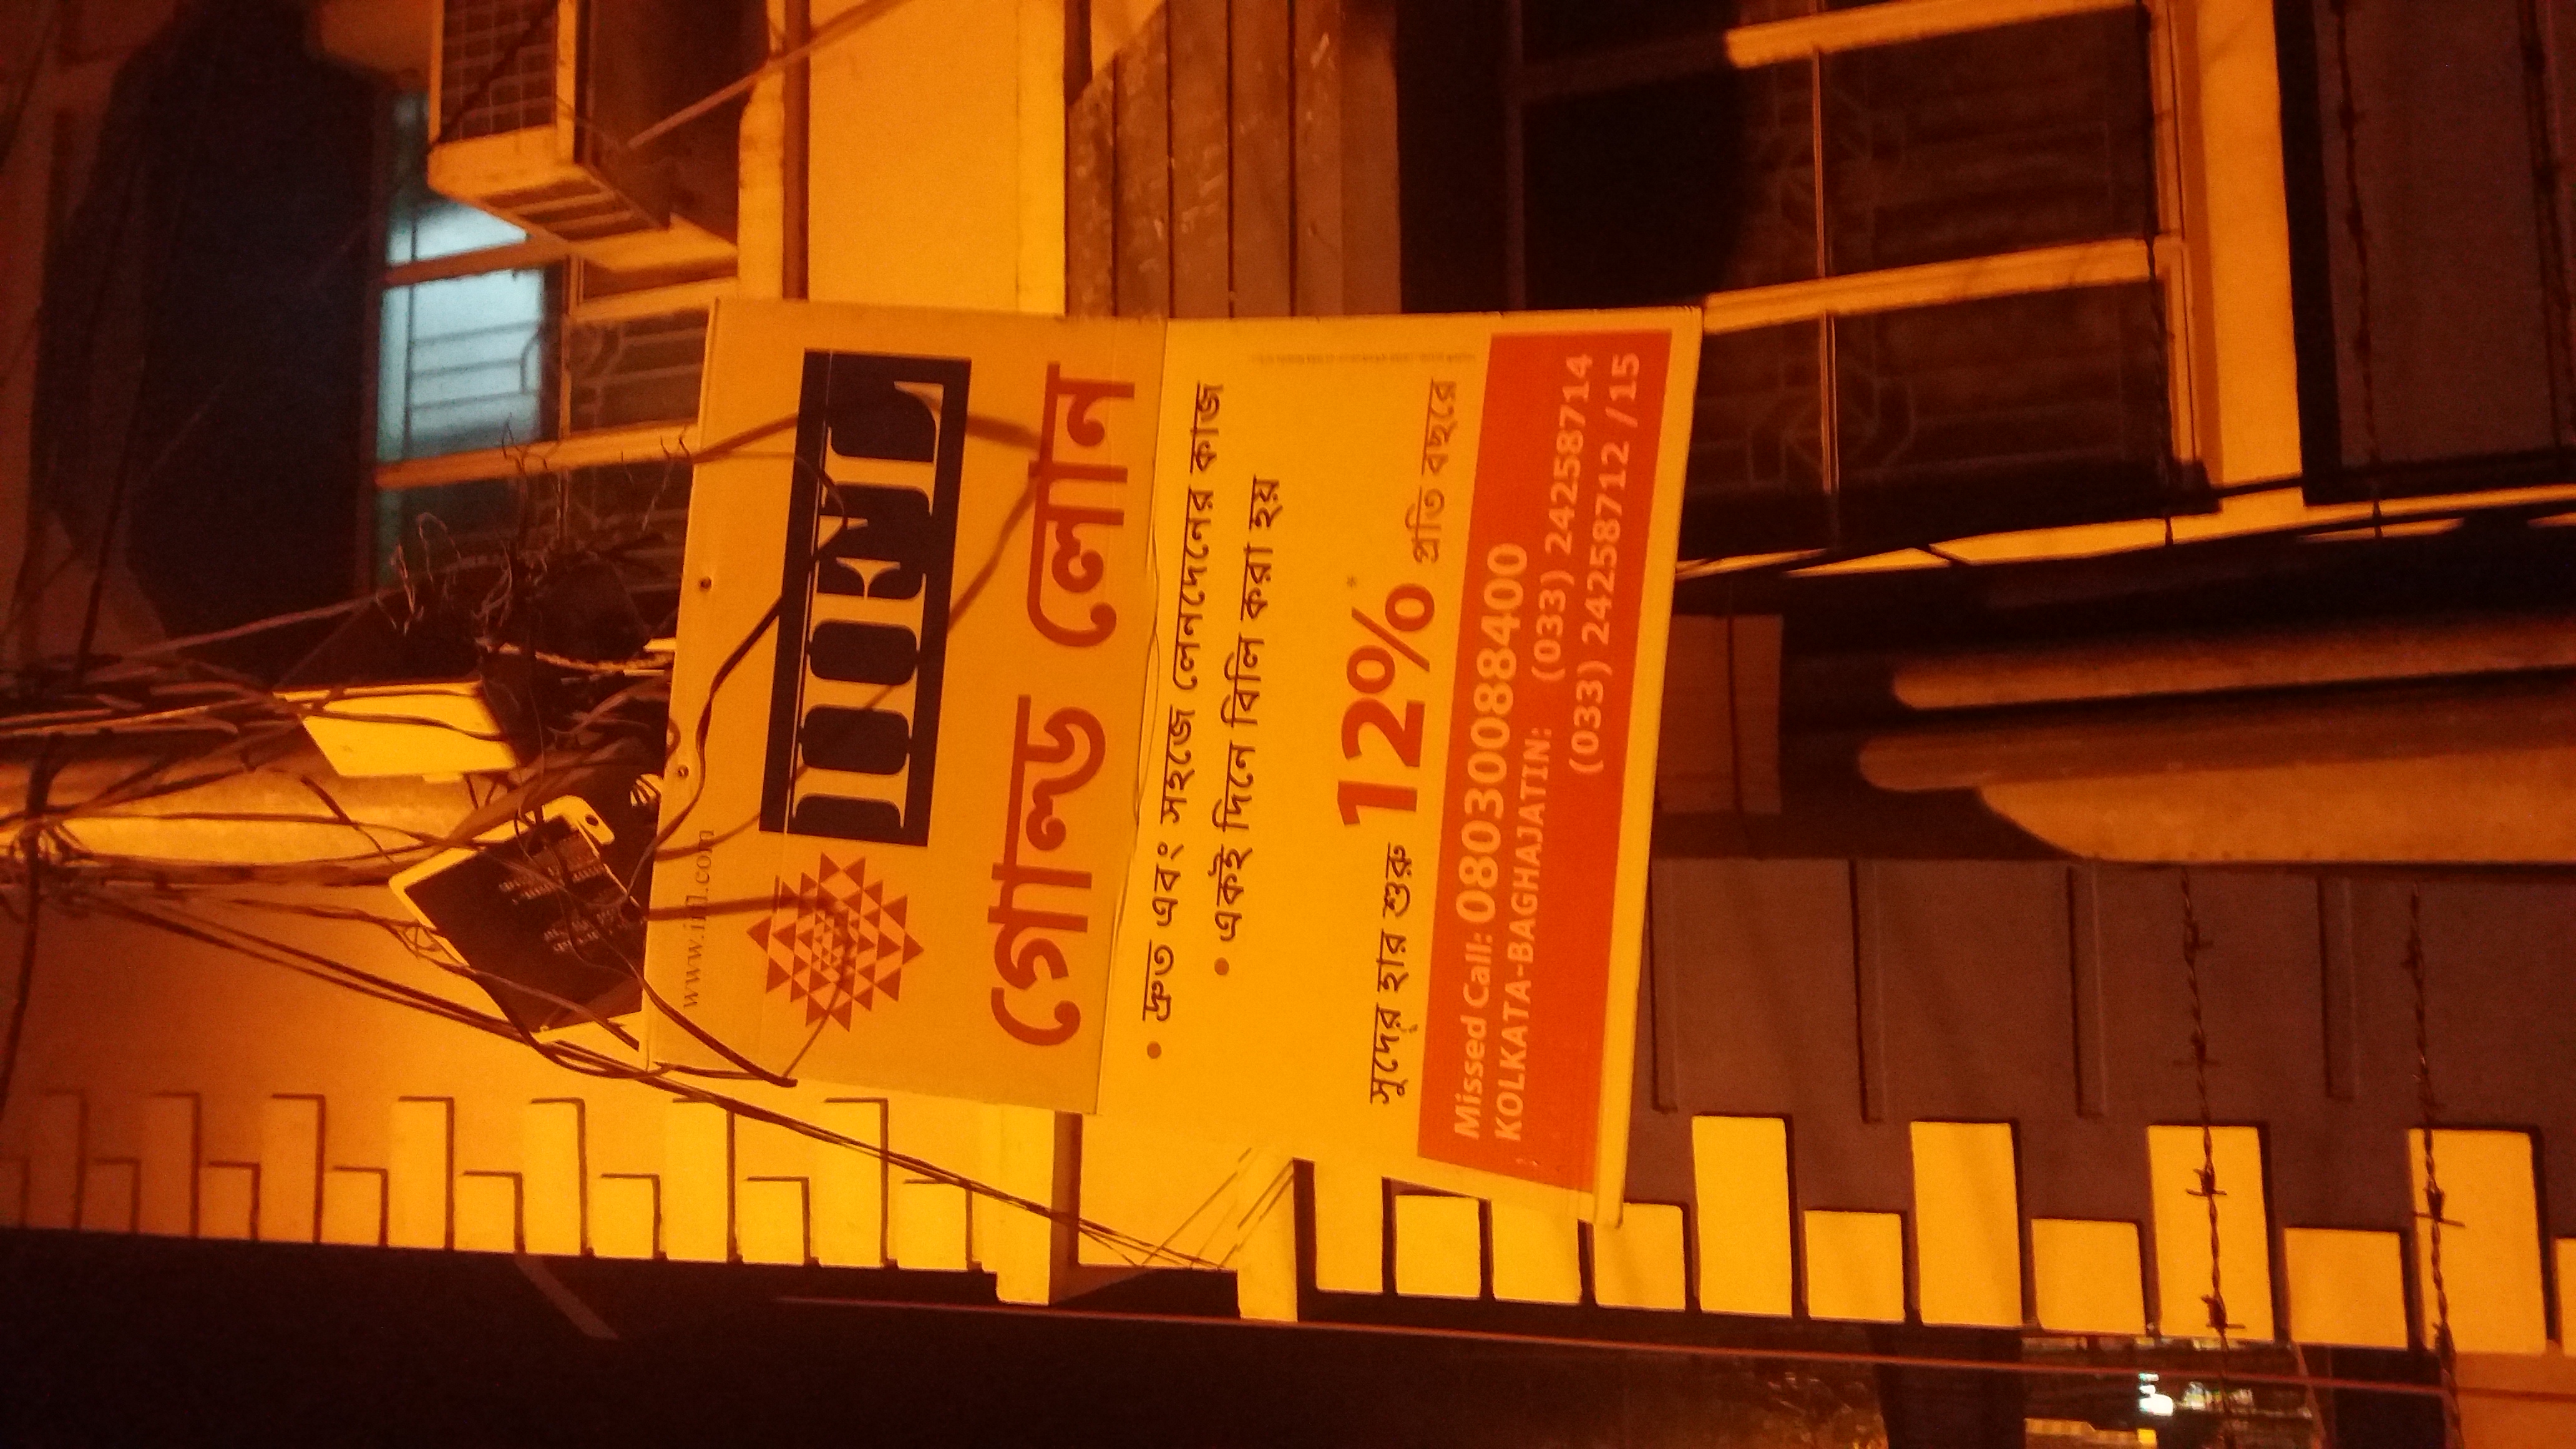 www.iifl.com
IIFL
গোল্ড লোন
• দ্রুত এবং সহজে লেনদেনের কাজ
• একই দিনে বিলি করা হয়
সুদের হার শুরু 12%* প্রতি বছরে
Missed Call: 08030088400
KOLKATA-BAGHAJATIN: (033) 24258714
(033) 24258712 /15